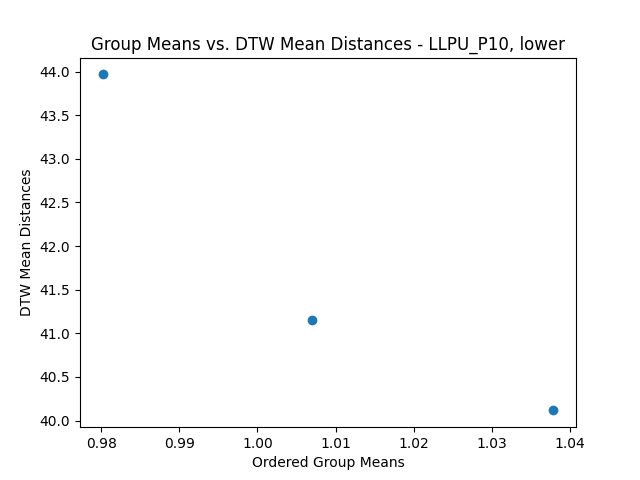 Group Means vs. DTW Mean Distances - LLPU_P10, lower
44.0
43.5
43.0
42.5
42.0
41.5
41.0
40.5
40.0
DTW Mean Distances
0.98 0.99 1.00 1.01 1.02 1.03 1.04
Ordered Group Means